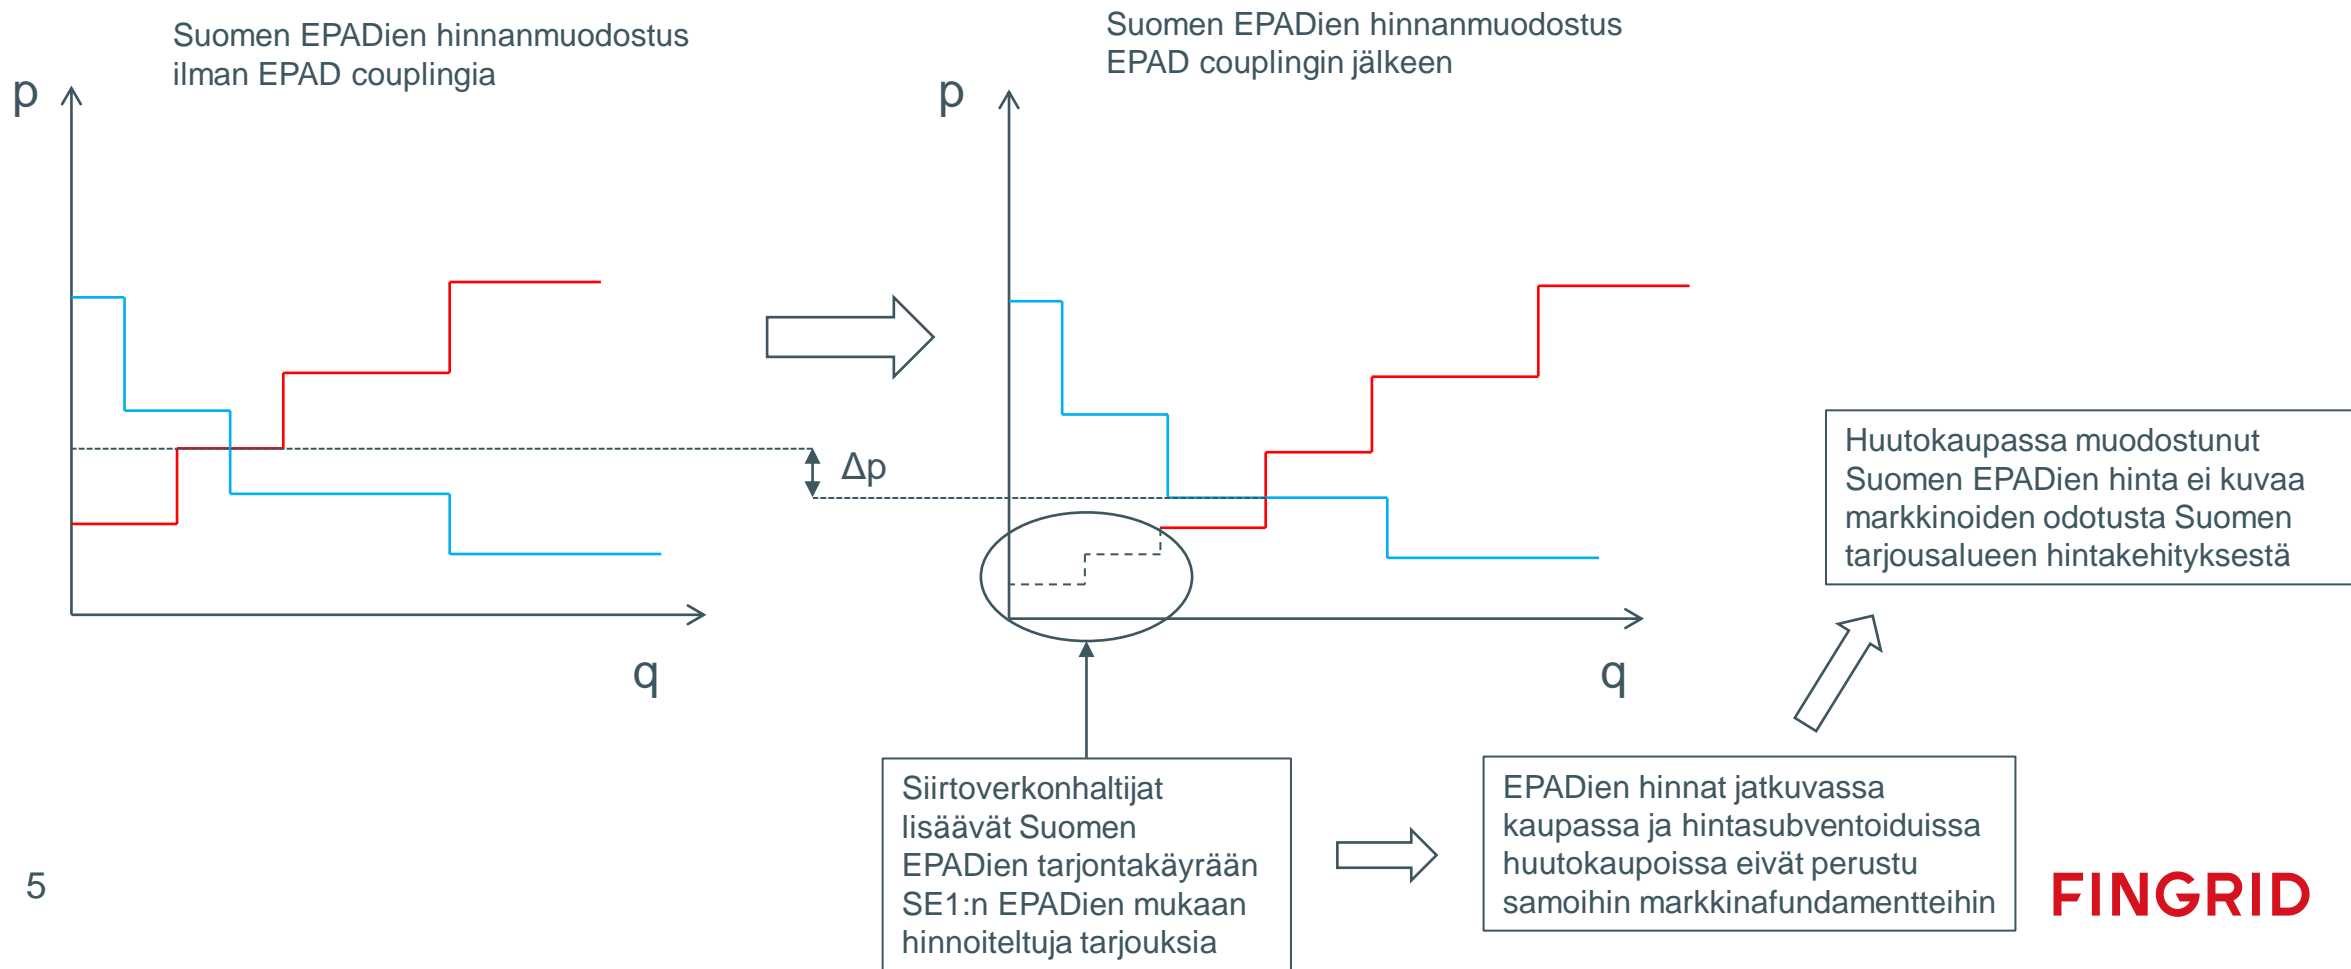 Suomen EPADien hinnanmuodostus
ilman EPAD couplingia
p
q
Suomen EPADien hinnanmuodostus
EPAD couplingin jälkeen
p
Δp
q
Siirtoverkonhaltijat
lisäävät Suomen
EPADien tarjontakäyrään
SE1:n EPADien mukaan
hinnoiteltuja tarjouksia
EPADien hinnat jatkuvassa
kaupassa ja hintasubventoiduissa
huutokaupoissa eivät perustu
samoihin markkinafundamentteihin
Huutokaupassa muodostunut
Suomen EPADien hinta ei kuvaa
markkinoiden odotusta Suomen
tarjousalueen hintakehityksestä
5
FINGRID